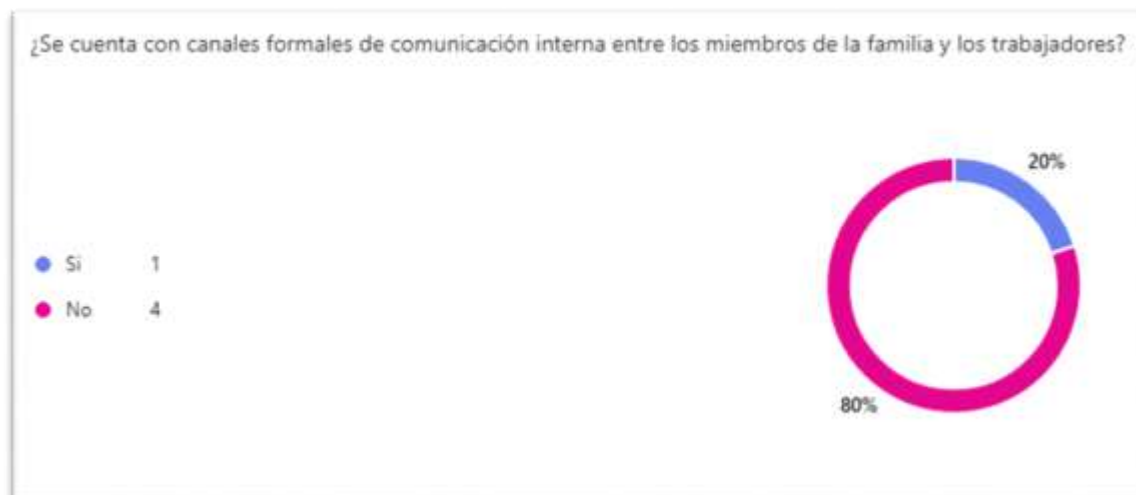 ¿Se cuenta con canales formales de comunicación interna entre los miembros de la familia y los trabajadores?
20%
Si 1
No 4
80%